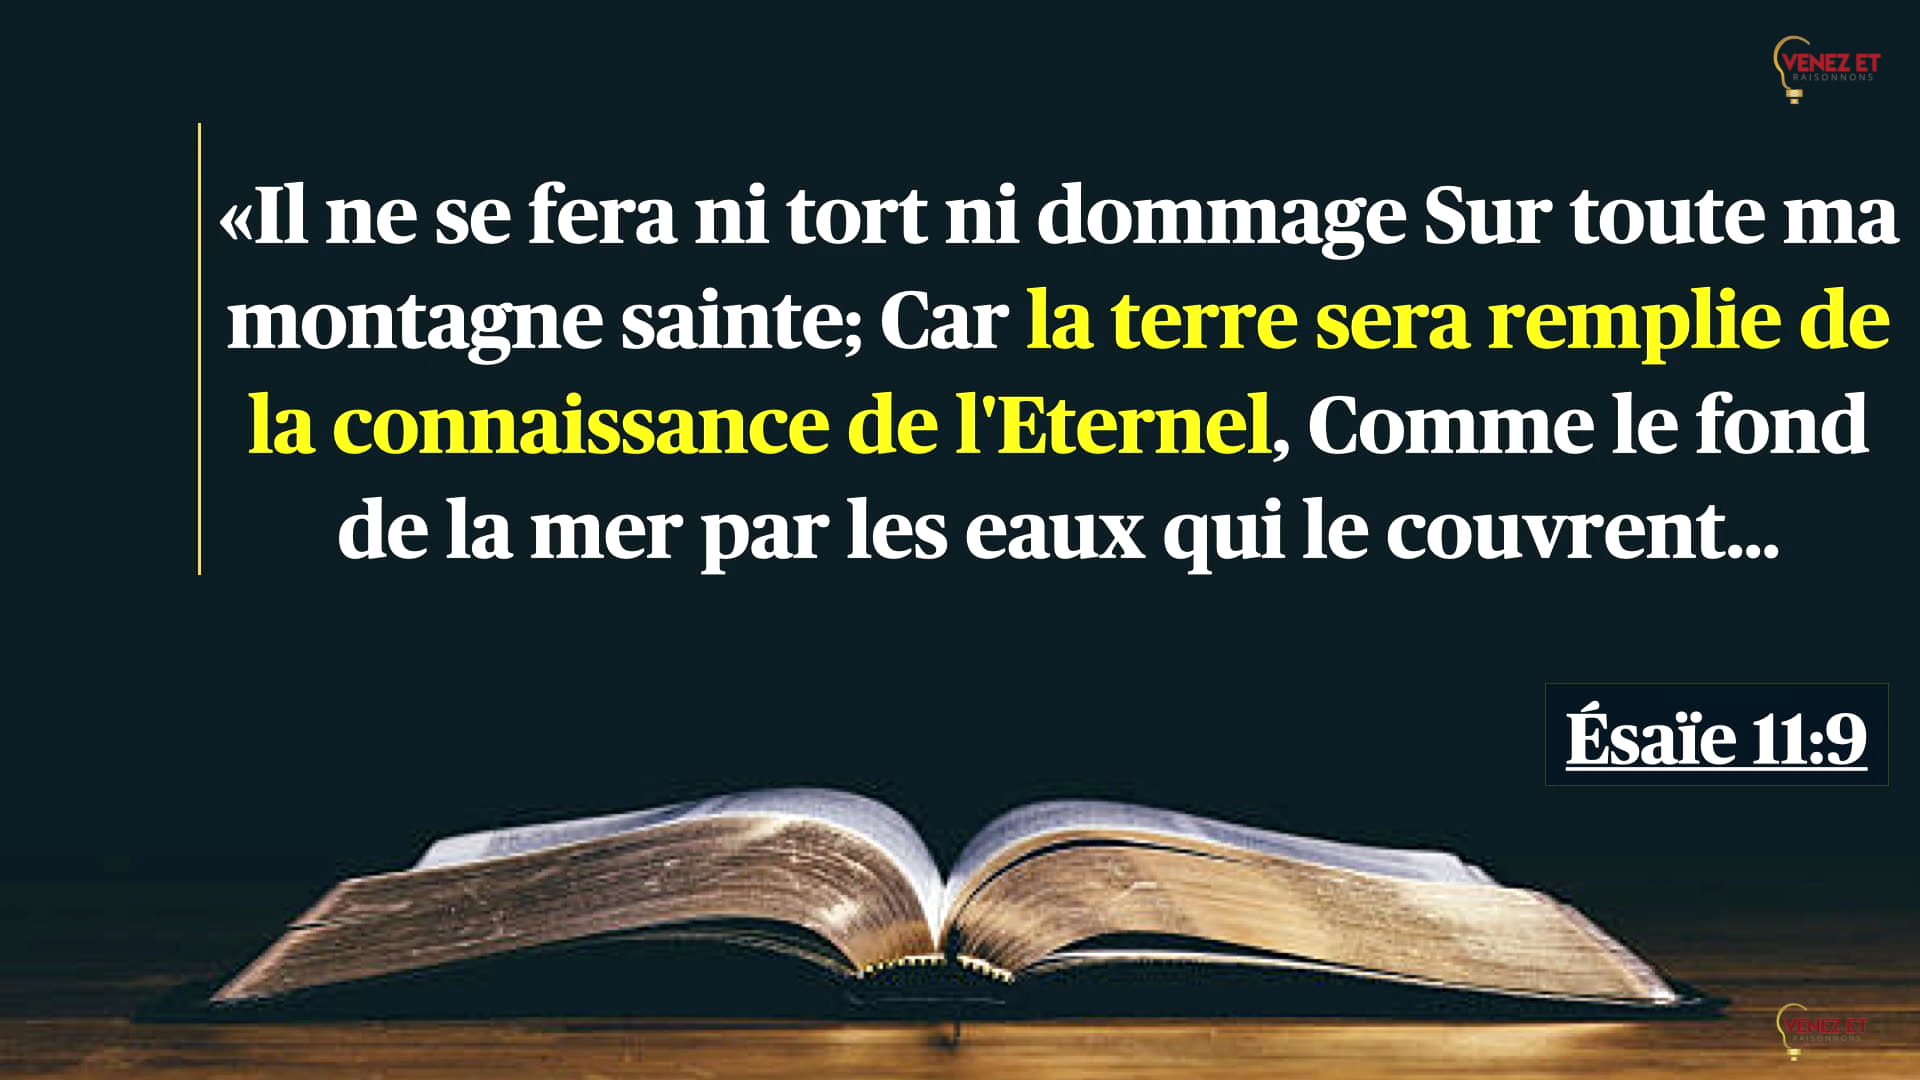 VENEZ ET
RAISONNONS
«Il ne se fera ni tort ni dommage Sur toute ma
montagne sainte; Car la terre sera remplie de
la connaissance de l'Eternel, Comme le fond
de la mer par les eaux qui le couvrent...
Ésaïe 11:9
VENEZ ET
RAISONNONS